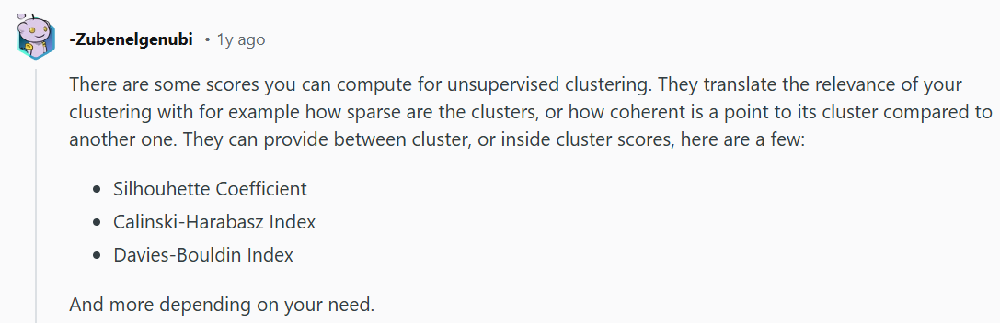 -Zubenelgenubi • 1y ago
There are some scores you can compute for unsupervised clustering. They translate the relevance of your
clustering with for example how sparse are the clusters, or how coherent is a point to its cluster compared to
another one. They can provide between cluster, or inside cluster scores, here are a few:
• Silhouhette Coefficient
• Calinski-Harabasz Index
• Davies-Bouldin Index
And more depending on your need.